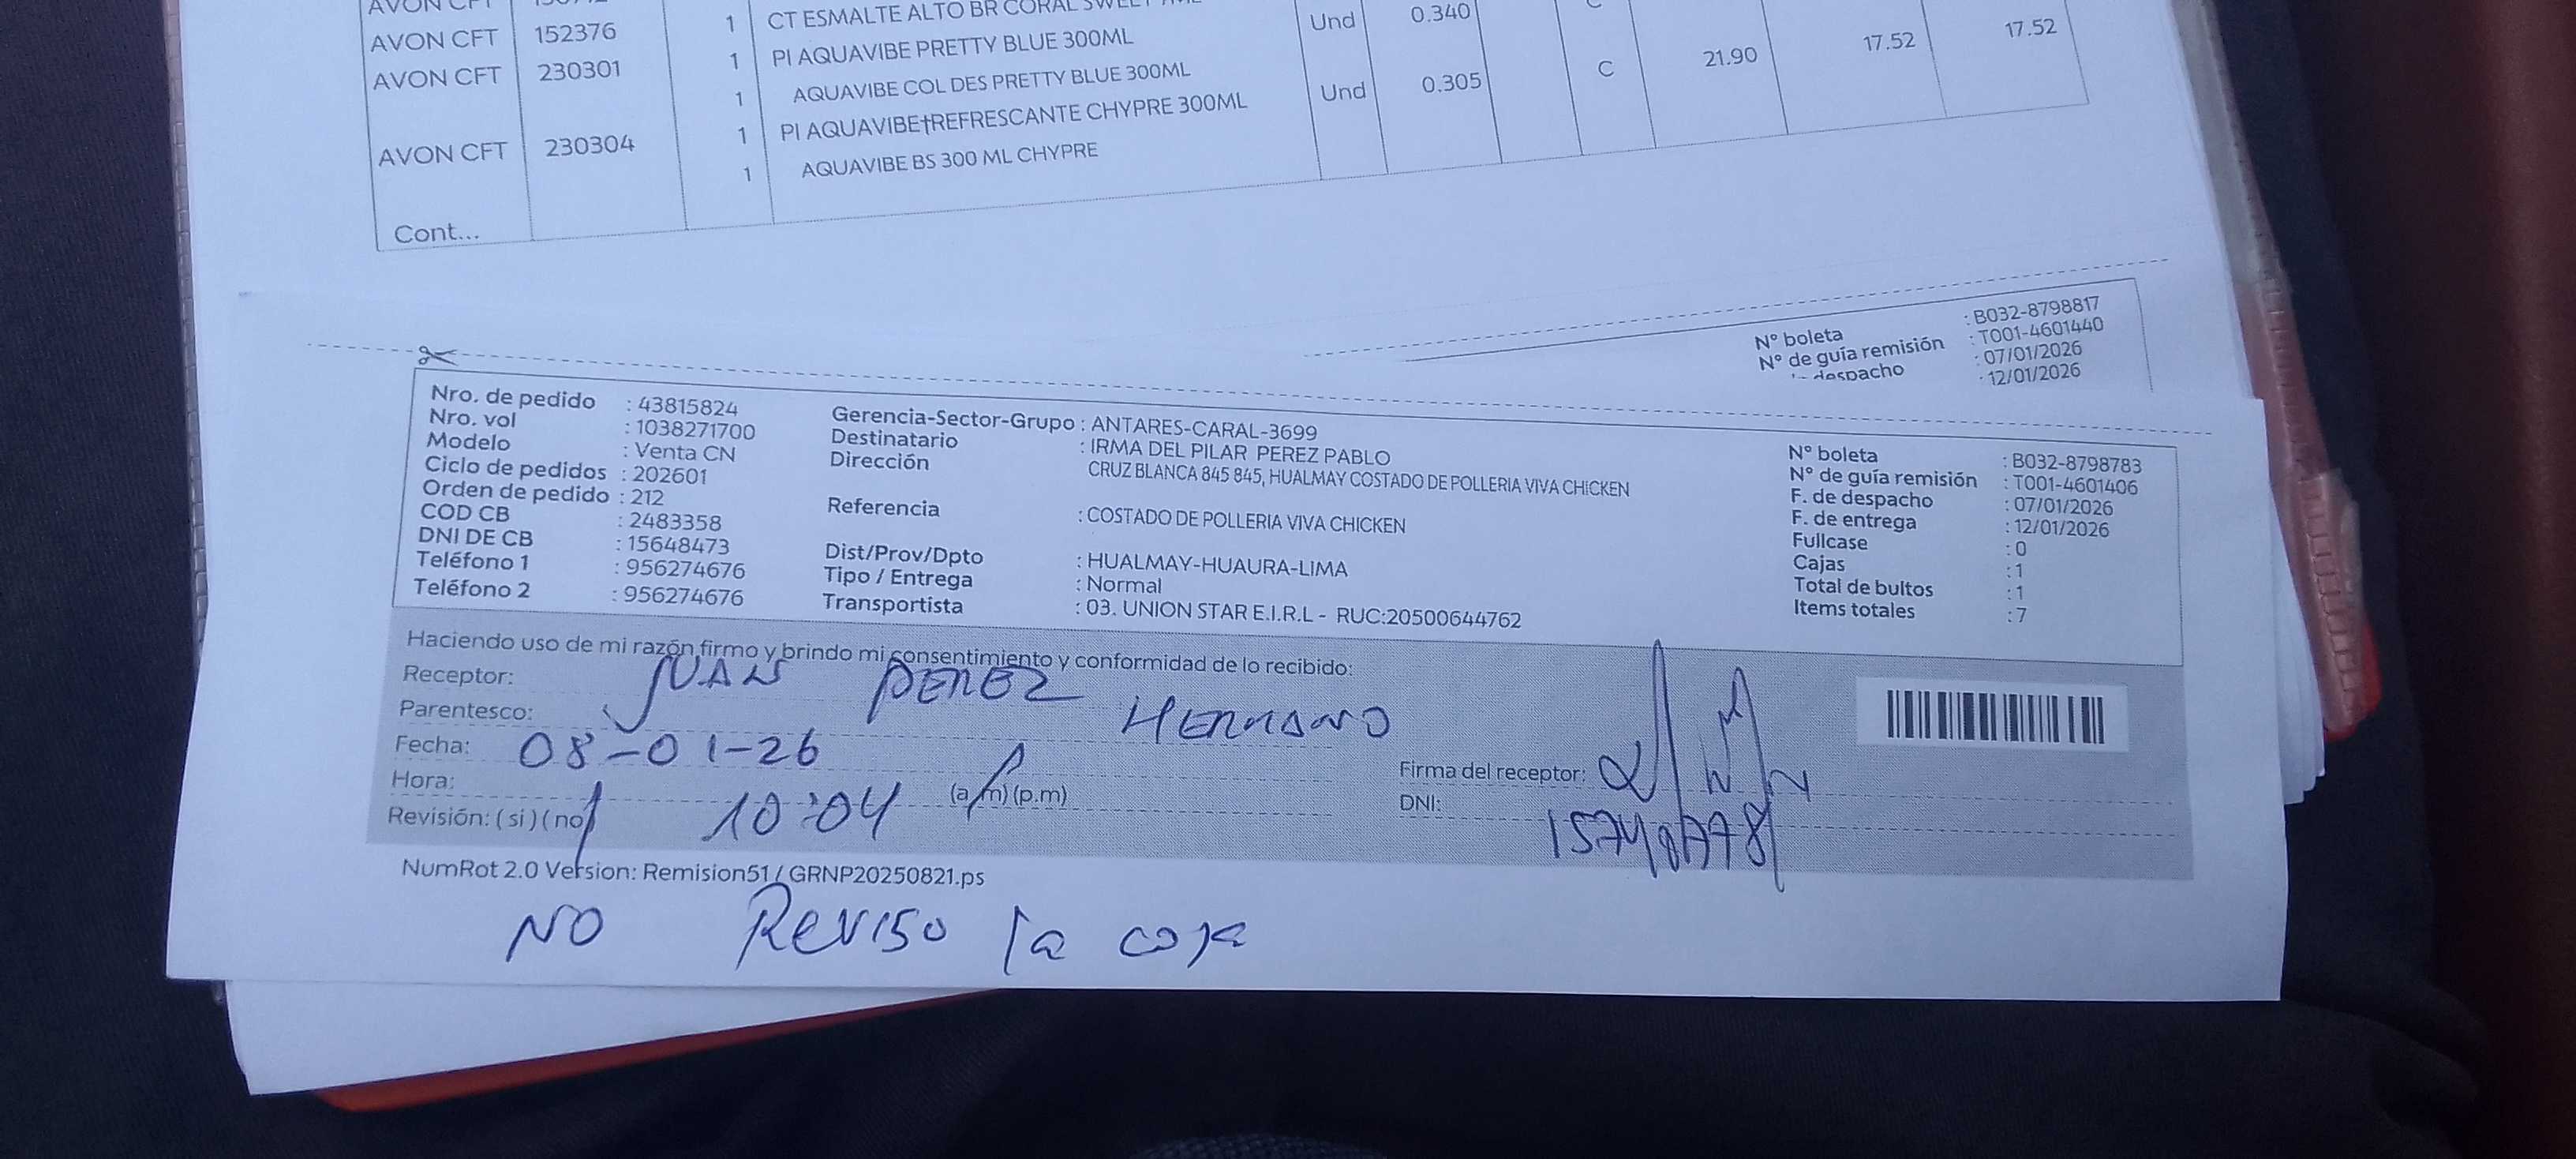 AVON CFT
CT ESMALTE ALTO BR CORAL
AVON CFT 152376 1 PI AQUAVIBE PRETTY BLUE 300ML Und 0.340
1 AQUAVIBE COL DES PRETTY BLUE 300ML
AVON CFT 230301 1 PI AQUAVIBE†REFRESCANTE CHYPRE 300ML Und 0.305 C 21.90 17.52 17.52
AVON CFT 230304 1 AQUAVIBE BS 300 ML CHYPRE
Cont...
N° boleta : B032-8798817
N° de guía remisión : T001-4601440
despacho : 07/01/2026
: 12/01/2026
Nro. de pedido : 43815824
Nro. vol : 1038271700
Modelo : Venta CN
Ciclo de pedidos : 202601
Orden de pedido : 212
COD CB : 2483358
DNI DE CB : 15648473
Teléfono 1 : 956274676
Teléfono 2 : 956274676
Gerencia-Sector-Grupo : ANTARES-CARAL-3699
Destinatario : IRMA DEL PILAR PEREZ PABLO
Dirección CRUZ BLANCA 845 845, HUALMAY COSTADO DE POLLERIA VIVA CHICKEN
Referencia : COSTADO DE POLLERIA VIVA CHICKEN
Dist/Prov/Dpto : HUALMAY-HUAURA-LIMA
Tipo / Entrega : Normal
Transportista : 03. UNION STAR E.I.R.L - RUC:20500644762
N° boleta : B032-8798783
N° de guía remisión : T001-4601406
F. de despacho : 07/01/2026
F. de entrega : 12/01/2026
Fullcase : 0
Cajas : 1
Total de bultos : 1
Items totales : 7
Haciendo uso de mi razón firmo y brindo mi consentimiento y conformidad de lo recibido:
Receptor: JUAN PEREZ
Parentesco: HERMANO
Fecha: 08-01-26
Hora: 10:04 (a.m)(p.m)
Revisión: (si) (no)
Firma del receptor:
DNI:
NumRot 2.0 Version: Remision51 / GRNP20250821.ps
NO Reviso la caja